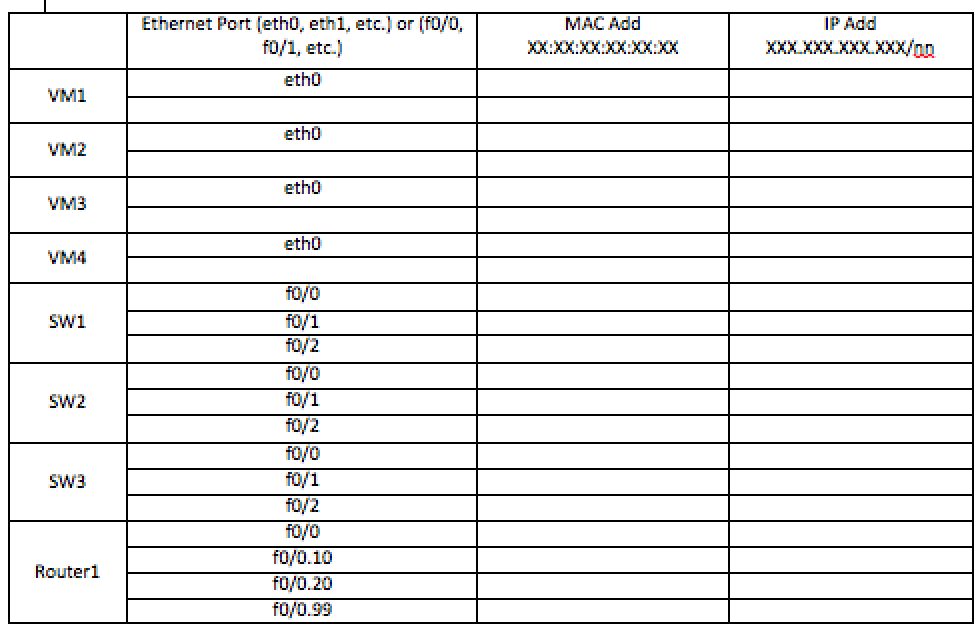 Ethernet Port (eth0, eth1, etc.) or (f0/0,
f0/1, etc.)
MAC Add
XX:XX:XX:XX:XX:XX
IP Add
XXX.XXX.XXX.XXX/nn
VM1
eth0
VM2
eth0
VM3
eth0
VM4
eth0
SW1
f0/0
f0/1
f0/2
SW2
f0/0
f0/1
f0/2
SW3
f0/0
f0/1
f0/2
Router1
f0/0
f0/0.10
f0/0.20
f0/0.99